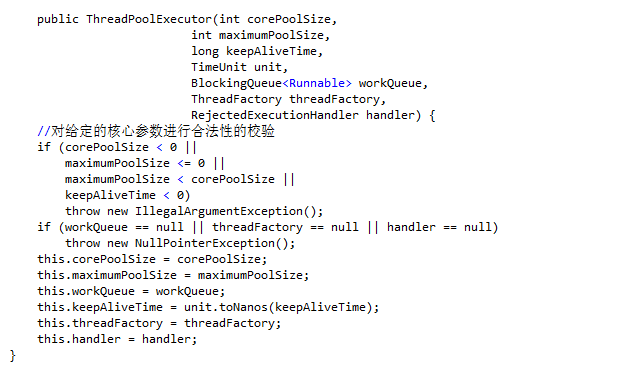 public ThreadPoolExecutor(int corePoolSize,
int maximumPoolSize,
long keepAliveTime,
TimeUnit unit,
BlockingQueue<Runnable> workQueue,
ThreadFactory threadFactory,
RejectedExecutionHandler handler) {
//对给定的核心参数进行合法性的校验
if (corePoolSize < 0 ||
maximumPoolSize <= 0 ||
maximumPoolSize < corePoolSize ||
keepAliveTime < 0)
throw new IllegalArgumentException();
if (workQueue == null || threadFactory == null || handler == null)
throw new NullPointerException();
this.corePoolSize = corePoolSize;
this.maximumPoolSize = maximumPoolSize;
this.workQueue = workQueue;
this.keepAliveTime = unit.toNanos(keepAliveTime);
this.threadFactory = threadFactory;
this.handler = handler;
}